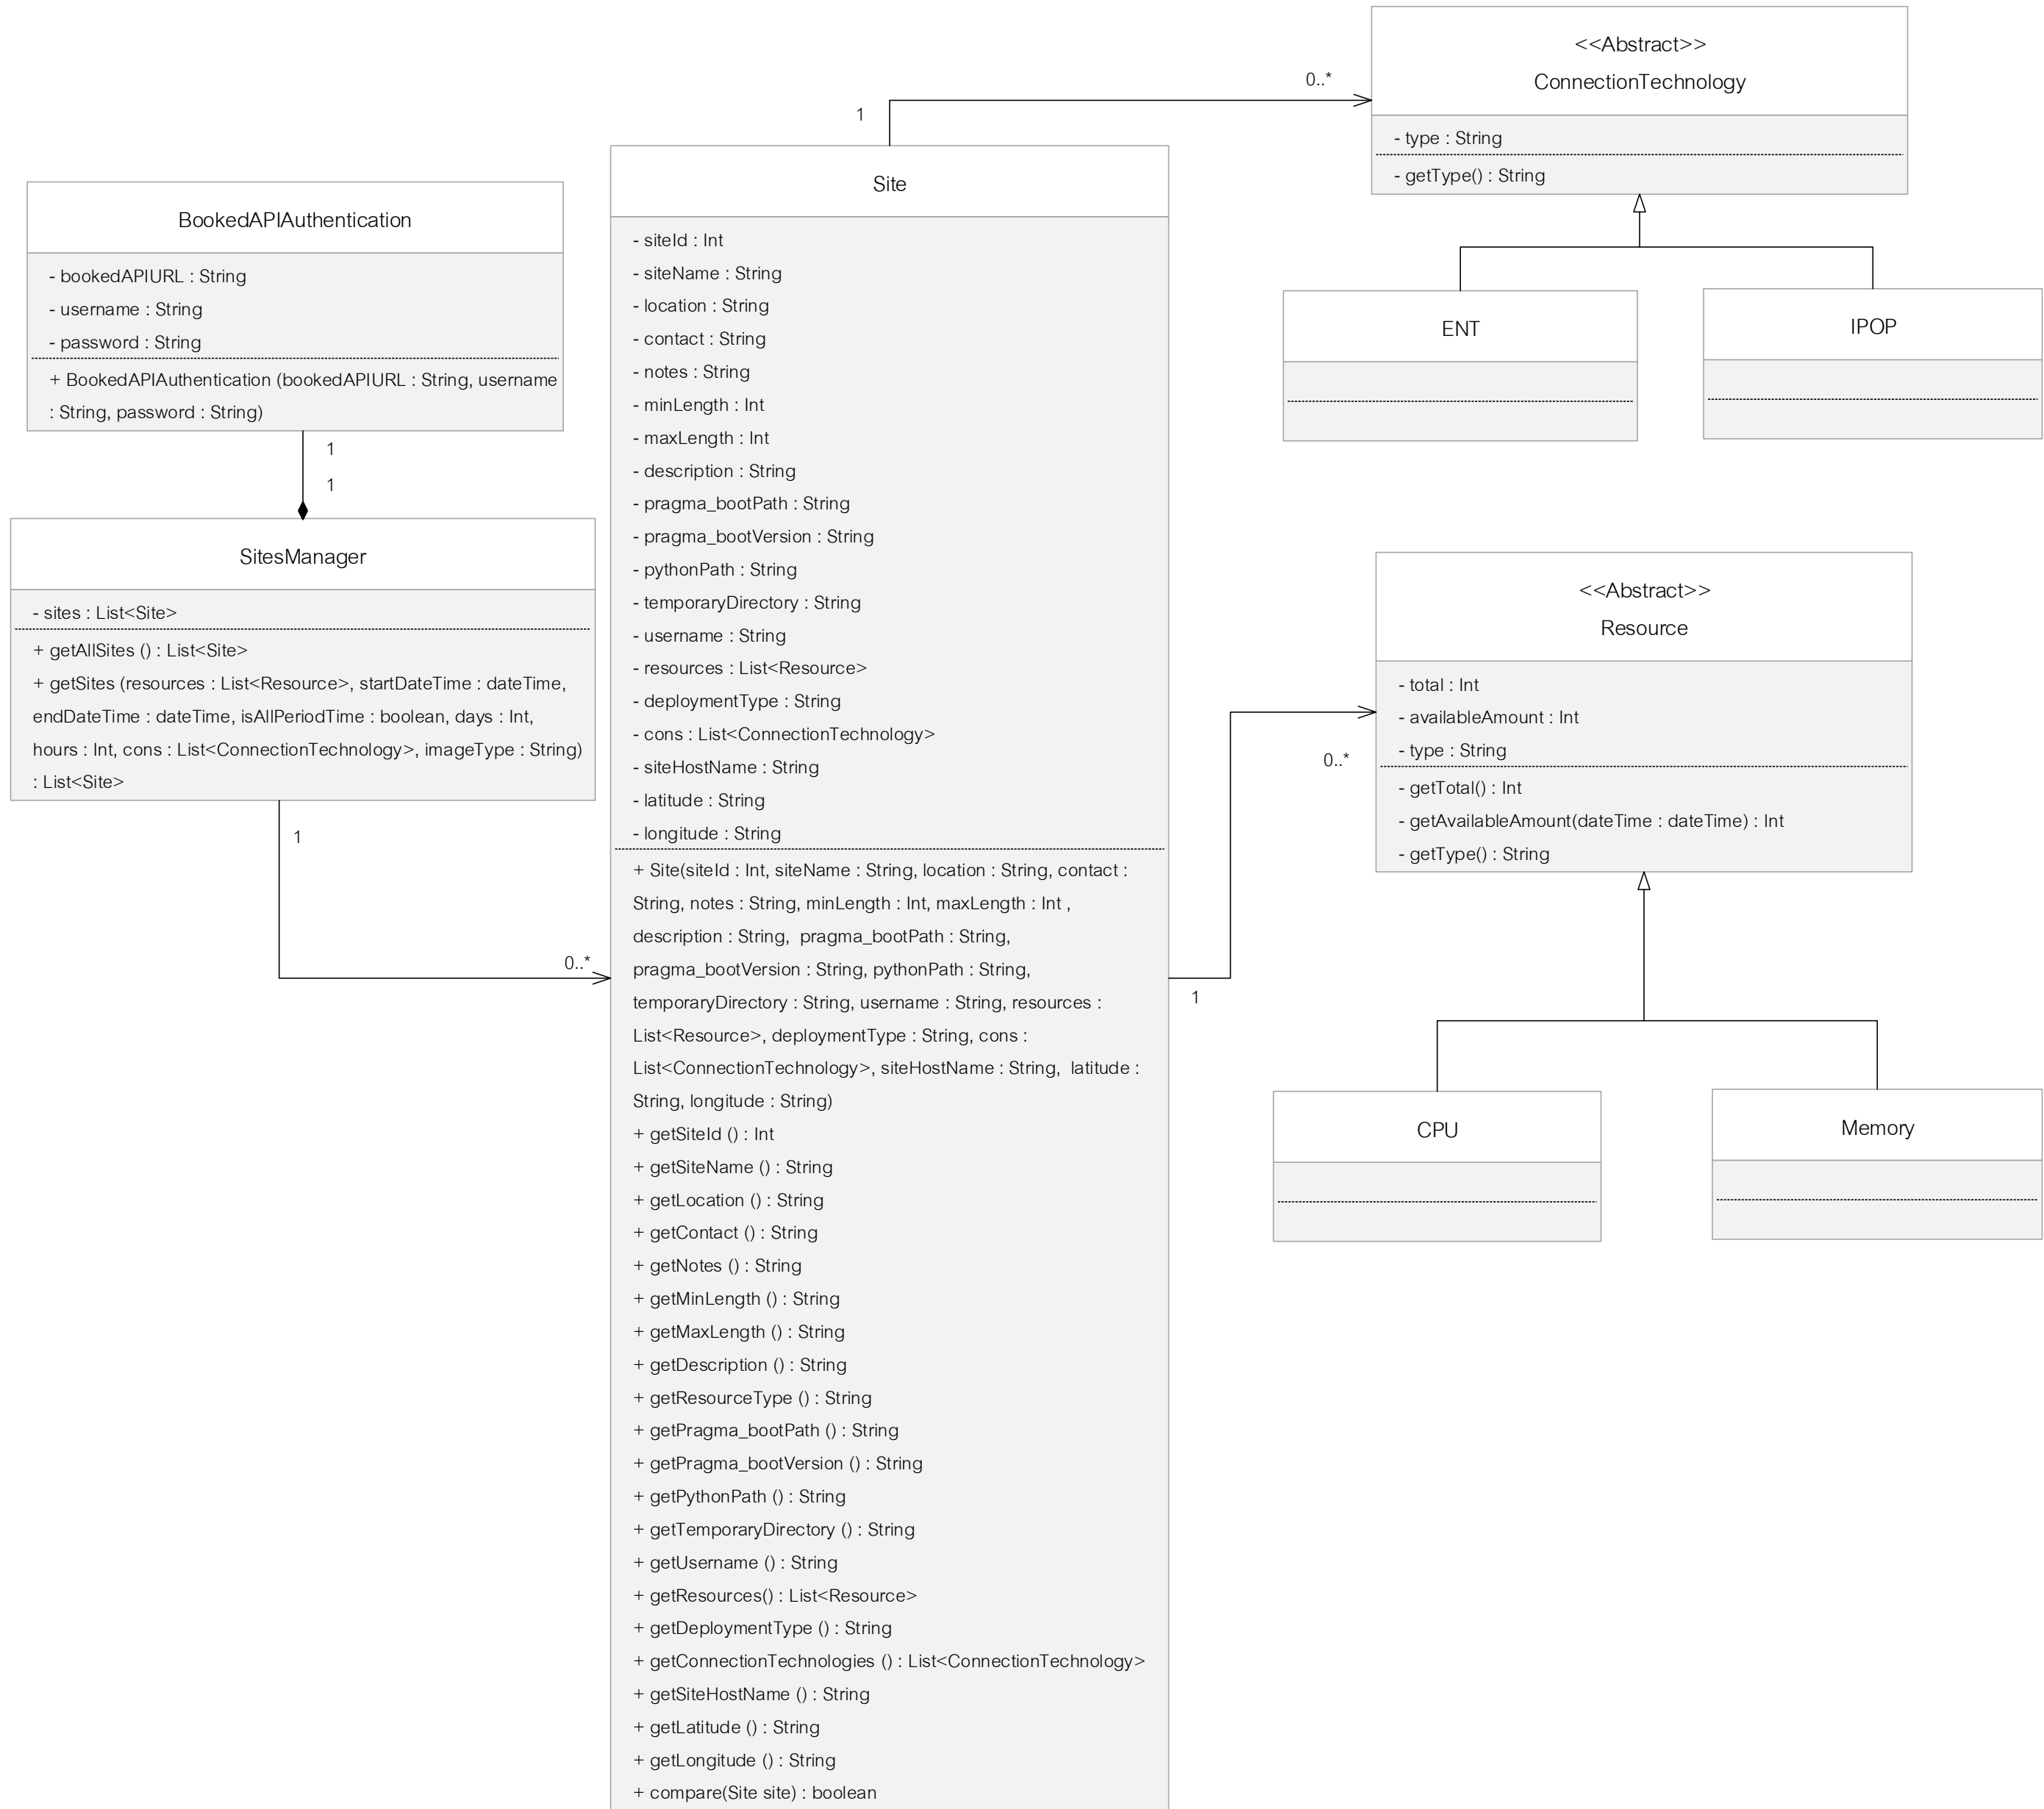 BookedAPIAuthentication
- bookedAPIURL : String
- username : String
- password : String
+ BookedAPIAuthentication (bookedAPIURL : String, username
: String, password : String)
1
1
SitesManager
- sites : List<Site>
+ getAllSites () : List<Site>
+ getSites (resources : List<Resource>, startDateTime : dateTime,
endDateTime : dateTime, isAllPeriodTime : boolean, days : Int,
hours : Int, cons : List<ConnectionTechnology>, imageType : String)
: List<Site>
1
0..*
Site
- siteId : Int
- siteName : String
- location : String
- contact : String
- notes : String
- minLength : Int
- maxLength : Int
- description : String
- pragma_bootPath : String
- pragma_bootVersion : String
- pythonPath : String
- temporaryDirectory : String
- username : String
- resources : List<Resource>
- deploymentType : String
- cons : List<ConnectionTechnology>
- siteHostName : String
- latitude : String
- longitude : String
+ Site(siteId : Int, siteName : String, location : String, contact :
String, notes : String, minLength : Int, maxLength : Int ,
description : String,  pragma_bootPath : String,
pragma_bootVersion : String, pythonPath : String,
temporaryDirectory : String, username : String, resources :
List<Resource>, deploymentType : String, cons :
List<ConnectionTechnology>, siteHostName : String,  latitude :
String, longitude : String)
+ getSiteId () : Int
+ getSiteName () : String
+ getLocation () : String
+ getContact () : String
+ getNotes () : String
+ getMinLength () : String
+ getMaxLength () : String
+ getDescription () : String
+ getResourceType () : String
+ getPragma_bootPath () : String
+ getPragma_bootVersion () : String
+ getPythonPath () : String
+ getTemporaryDirectory () : String
+ getUsername () : String
+ getResources() : List<Resource>
+ getDeploymentType () : String
+ getConnectionTechnologies () : List<ConnectionTechnology>
+ getSiteHostName () : String
+ getLatitude () : String
+ getLongitude () : String
+ compare(Site site) : boolean
1
0..*
<<Abstract>>
ConnectionTechnology
- type : String
- getType() : String
ENT
IPOP
1
0..*
<<Abstract>>
Resource
- total : Int
- availableAmount : Int
- type : String
- getTotal() : Int
- getAvailableAmount(dateTime : dateTime) : Int
- getType() : String
CPU
Memory